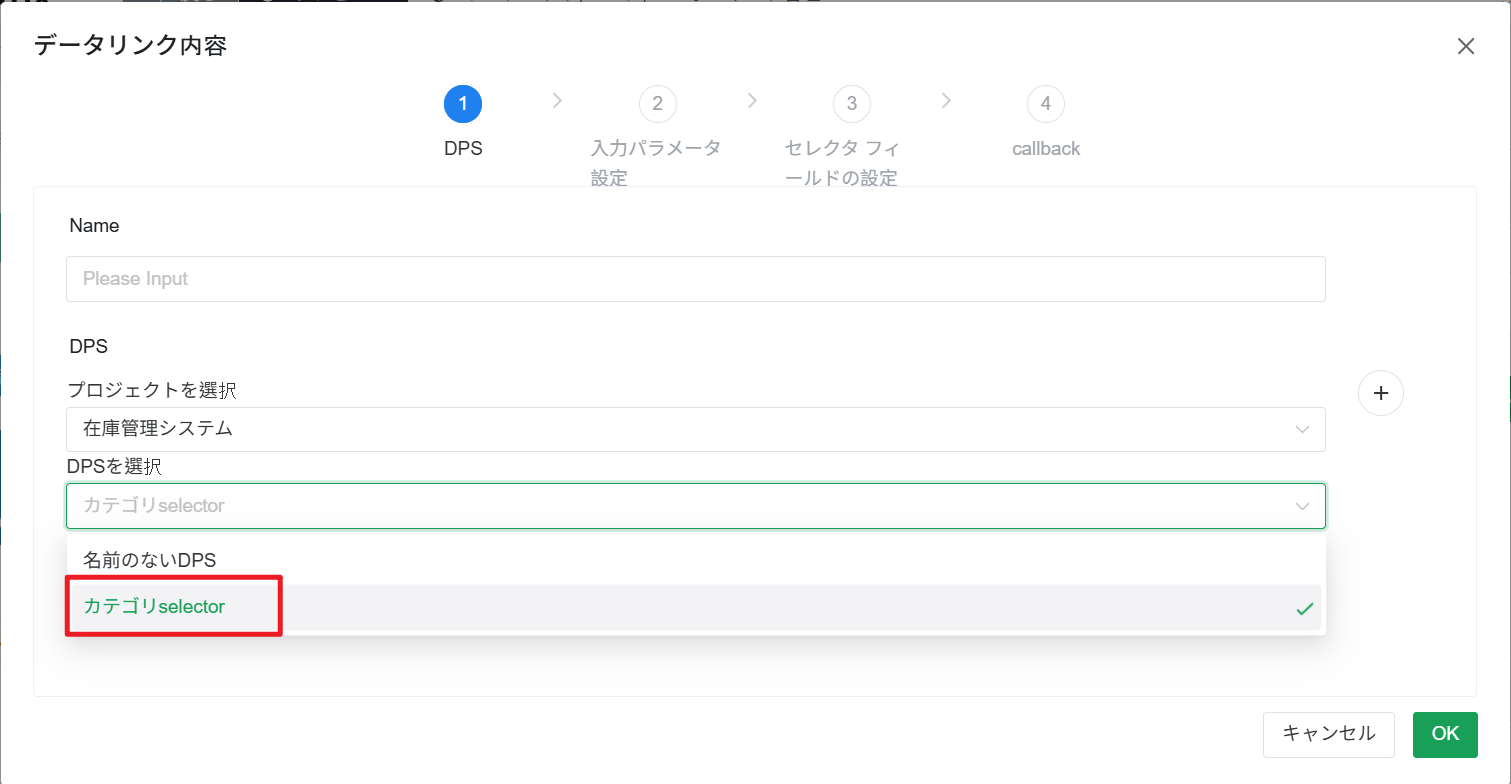 データリンク内容
1
2
3
4
DPS
入力パラメータ
設定
セレクタ フィ
ールドの設定
callback
Name
Please Input
DPS
プロジェクトを選択
在庫管理システム
DPSを選択
カテゴリselector
名前のないDPS
カテゴリselector
キャンセル
OK